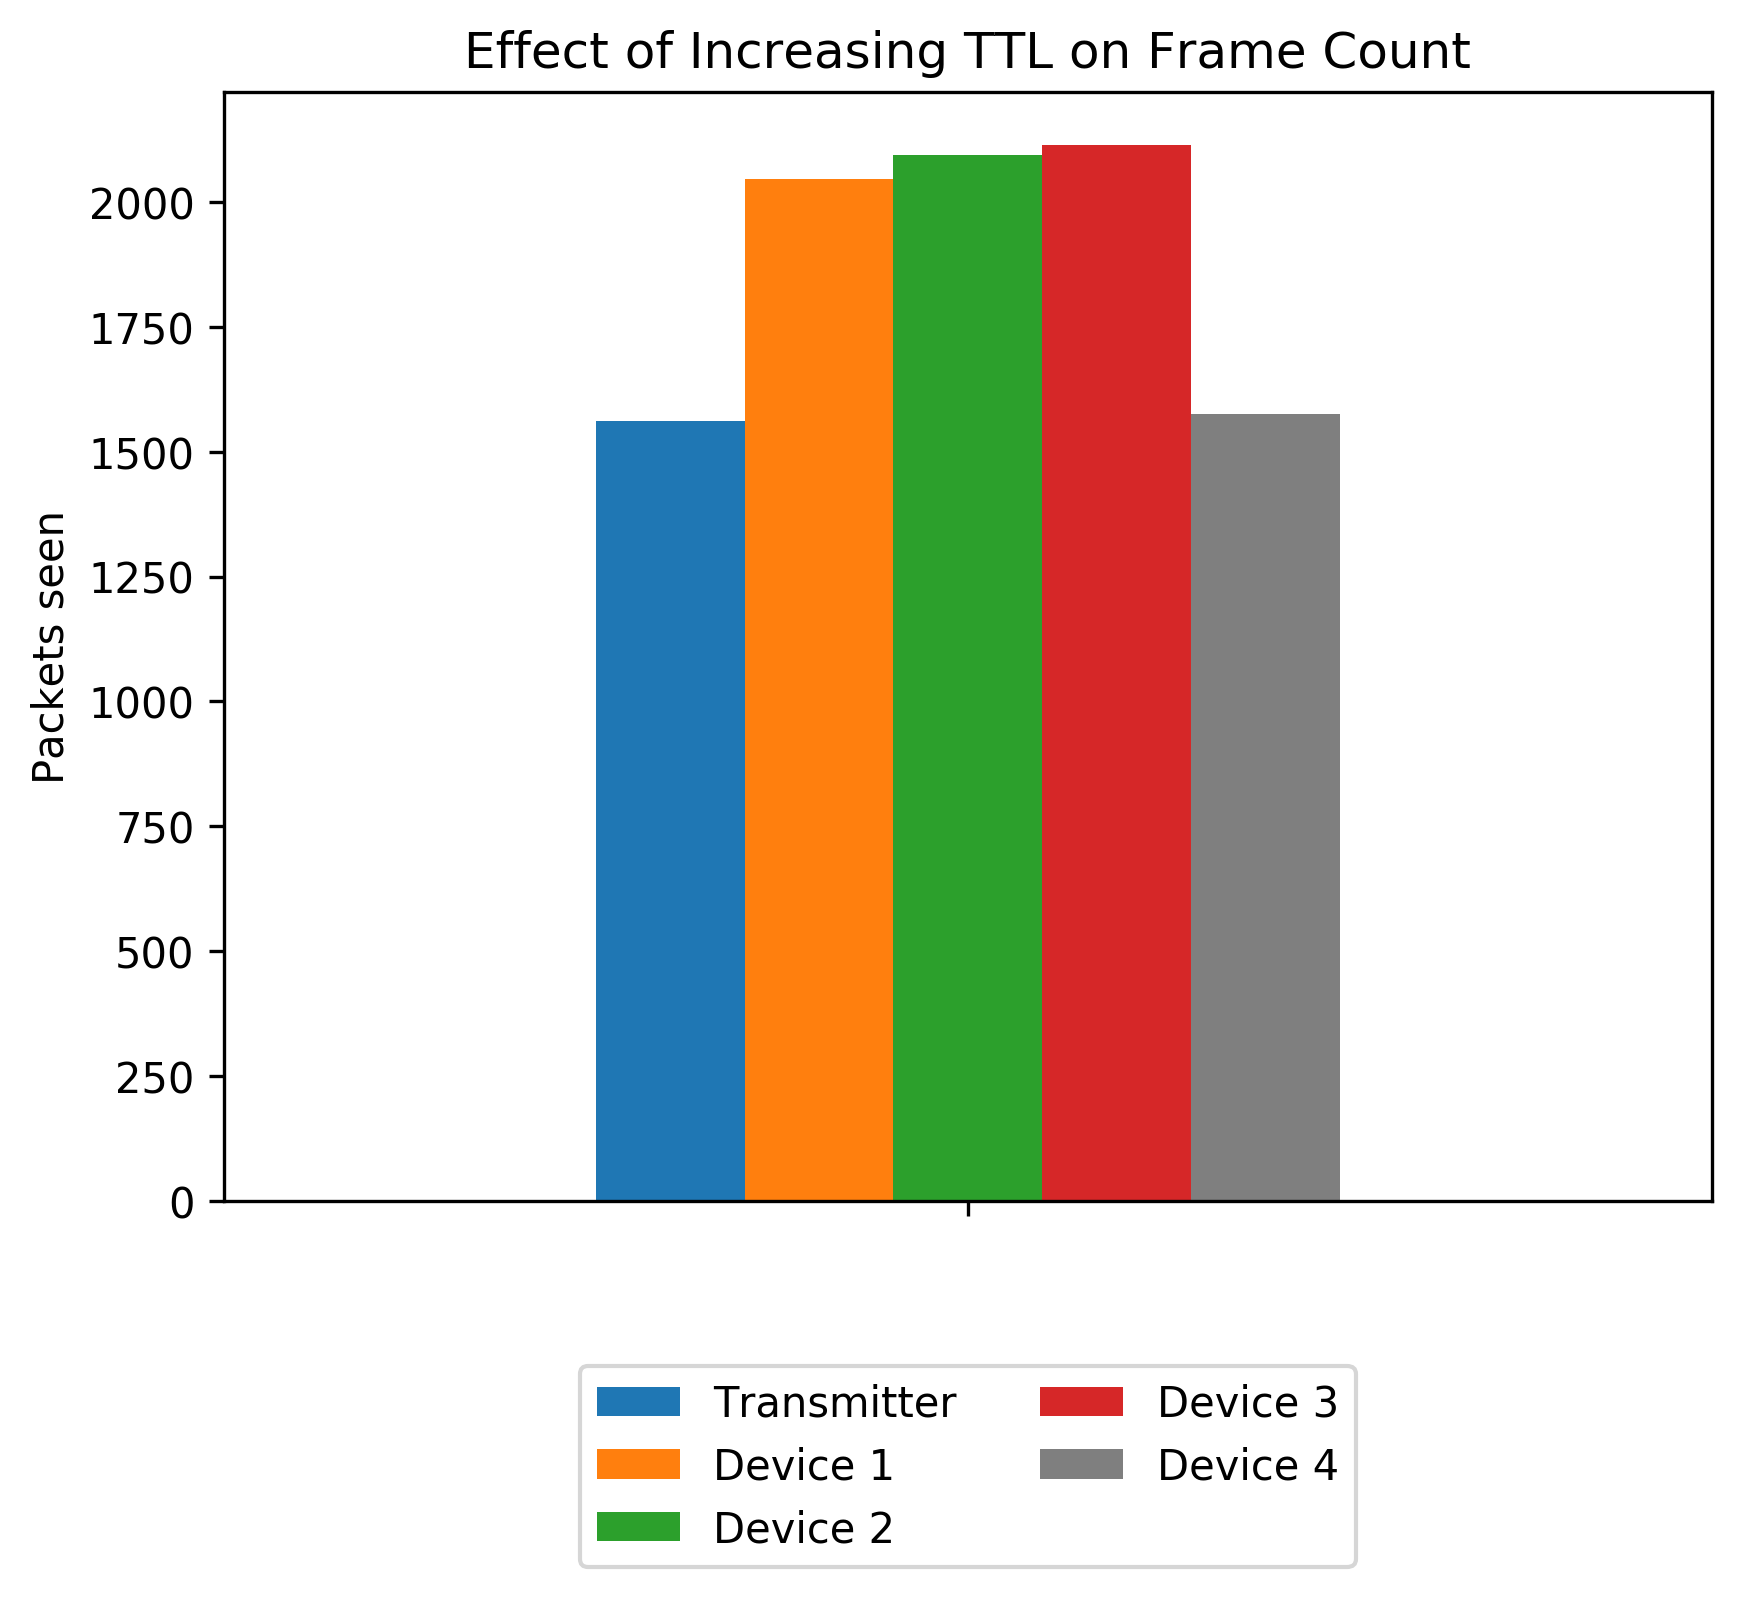 Effect of Increasing TTL on Frame Count
Packets seen
2000
1750
1500
1250
1000
750
500
250
0
Transmitter
Device 1
Device 2
Device 3
Device 4